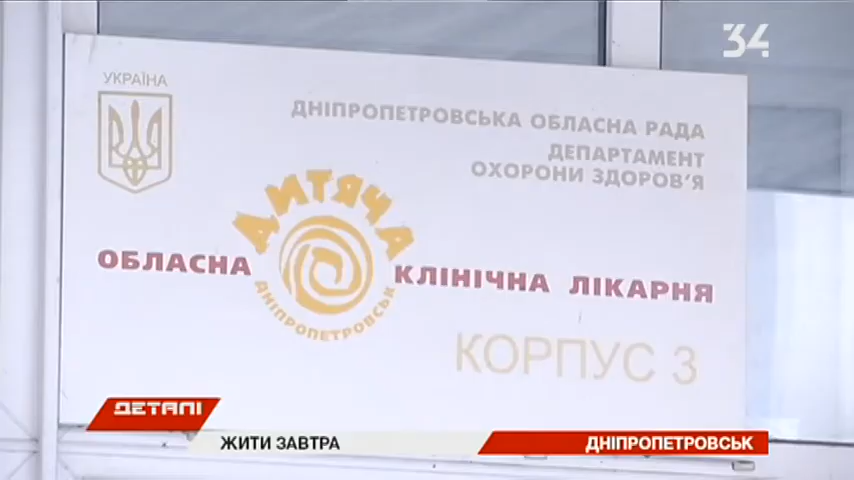 34
УКРАЇНА
ДНІПРОПЕТРОВСЬКА ОБЛАСНА РАДА
ДЕПАРТАМЕНТ
ОХОРОНИ ЗДОРОВ'Я
ОБЛАСНА ДИТЯЧА КЛІНІЧНА ЛІКАРНЯ
ДНІПРОПЕТРОВСЬК
КОРПУС 3
ДЕТАЛІ
ЖИТИ ЗАВТРА
ДНІПРОПЕТРОВСЬК